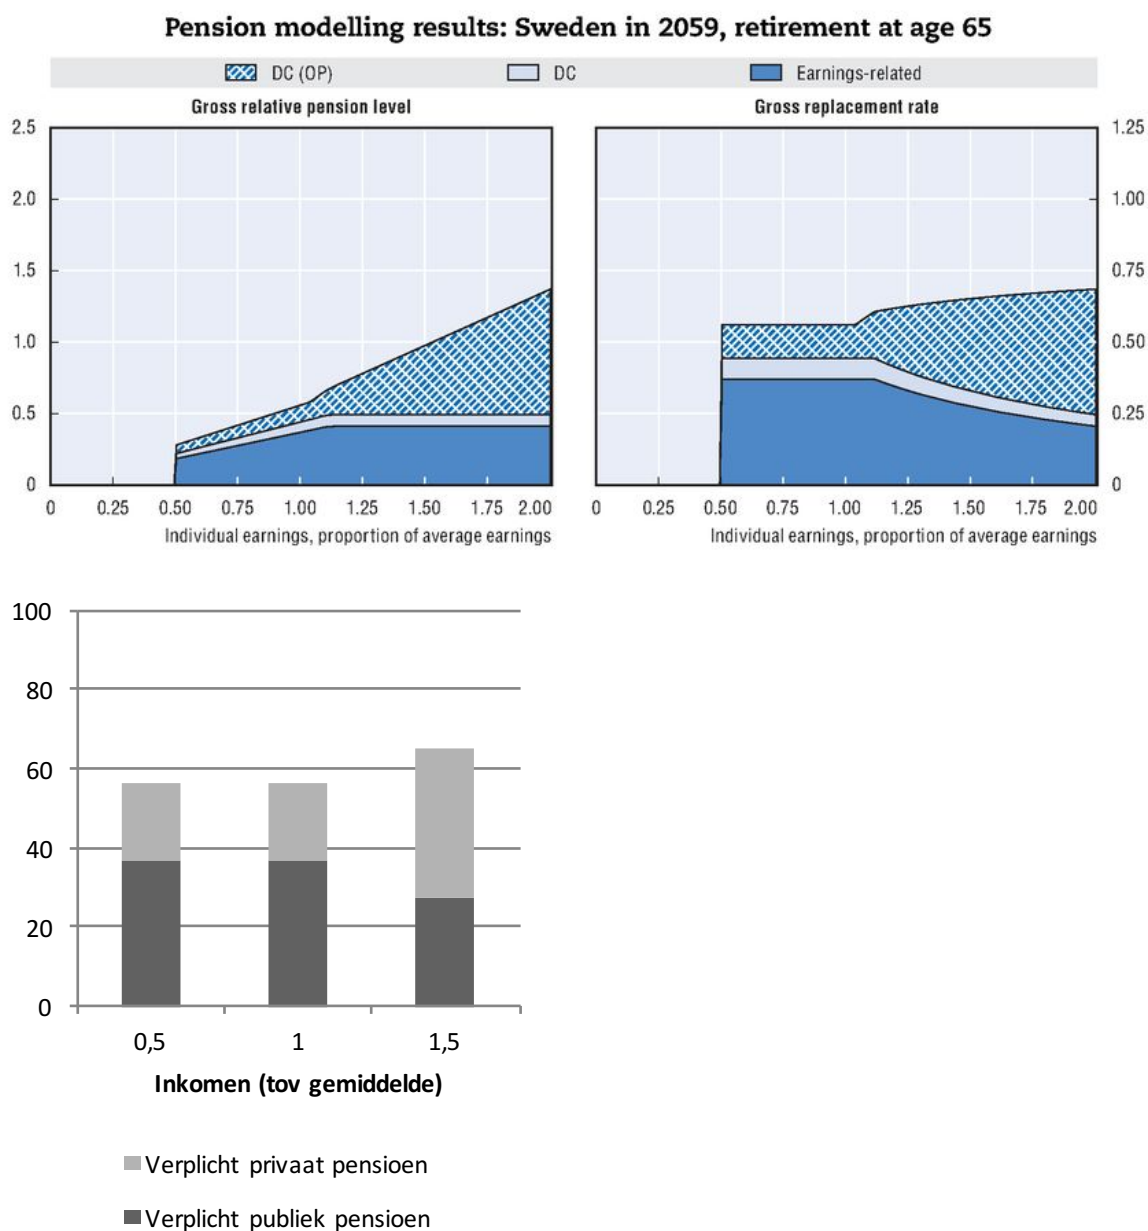 Pension modelling results: Sweden in 2059, retirement at age 65
DC (OP) DC Earnings-related
Gross relative pension level
2.5
2.0
1.5
1.0
0.5
0
0 0.25 0.50 0.75 1.00 1.25 1.50 1.75 2.00
Individual earnings, proportion of average earnings
Gross replacement rate
1.25
1.00
0.75
0.50
0.25
0
0 0.25 0.50 0.75 1.00 1.25 1.50 1.75 2.00
Individual earnings, proportion of average earnings
100
80
60
40
20
0
0,5 1 1,5
Inkomen (tov gemiddelde)
Verplicht privaat pensioen
Verplicht publiek pensioen